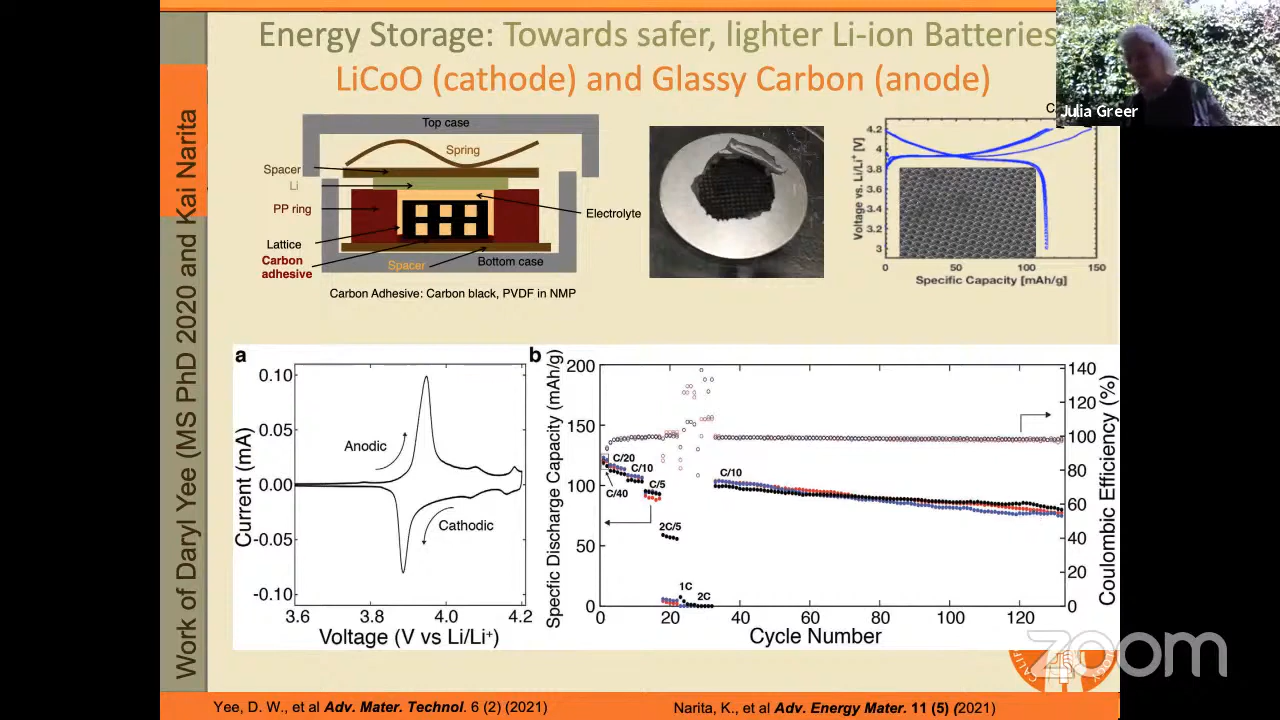 Energy Storage: Towards safer, lighter Li-ion Batteries
LiCoO (cathode) and Glassy Carbon (anode)
Julia Greer
Work of Daryl Yee (MS PhD 2020 and Kai Narita
Top case
Spring
Spacer
Li
PP ring
Electrolyte
Lattice
Carbon
adhesive
Spacer
Bottom case
Carbon Adhesive: Carbon black, PVDF in NMP
C
Voltage vs. Li/Li⁺ [V]
4.2
4
3.8
3.6
3.4
3.2
3
0
50
100
150
Specific Capacity [mAh/g]
a
Current (mA)
0.10
0.05
0.00
-0.05
-0.10
Anodic
Cathodic
3.6
3.8
4.0
4.2
Voltage (V vs Li/Li⁺)
b
Specfic Discharge Capacity (mAh/g)
200
150
100
50
0
C/20
C/10
C/40
C/5
2C/5
1C
2C
C/10
140
120
100
80
60
40
20
0
Coulombic Efficiency (%)
0
20
40
60
80
100
120
Cycle Number
zoom
CALIF
Yee, D. W., et al Adv. Mater. Technol. 6 (2) (2021)
Narita, K., et al Adv. Energy Mater. 11 (5) (2021)